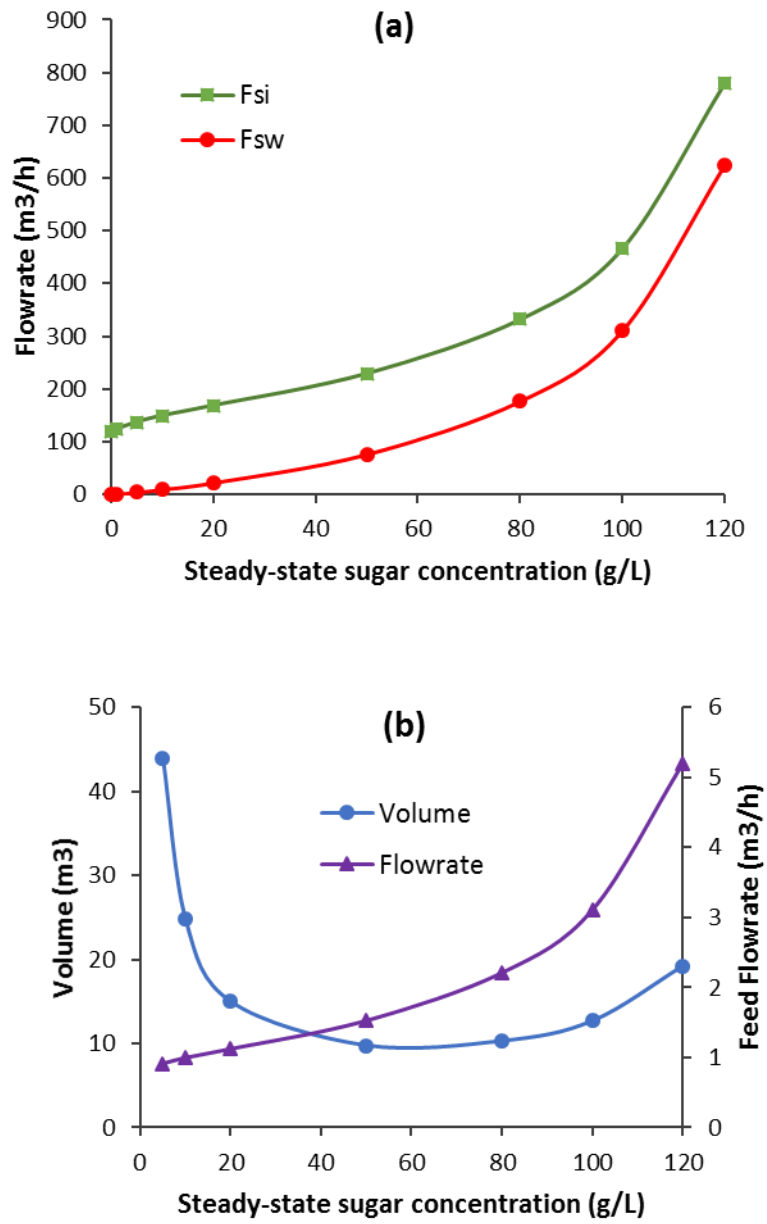 (a)
900
800
700
600
500
400
300
200
100
0
Flowrate (m3/h)
Fsi
Fsw
0 20 40 60 80 100 120
Steady-state sugar concentration (g/L)
(b)
50
40
30
20
10
0
Volume (m3)
Volume
Flowrate
6
5
4
3
2
1
0
Feed Flowrate (m3/h)
0 20 40 60 80 100 120
Steady-state sugar concentration (g/L)